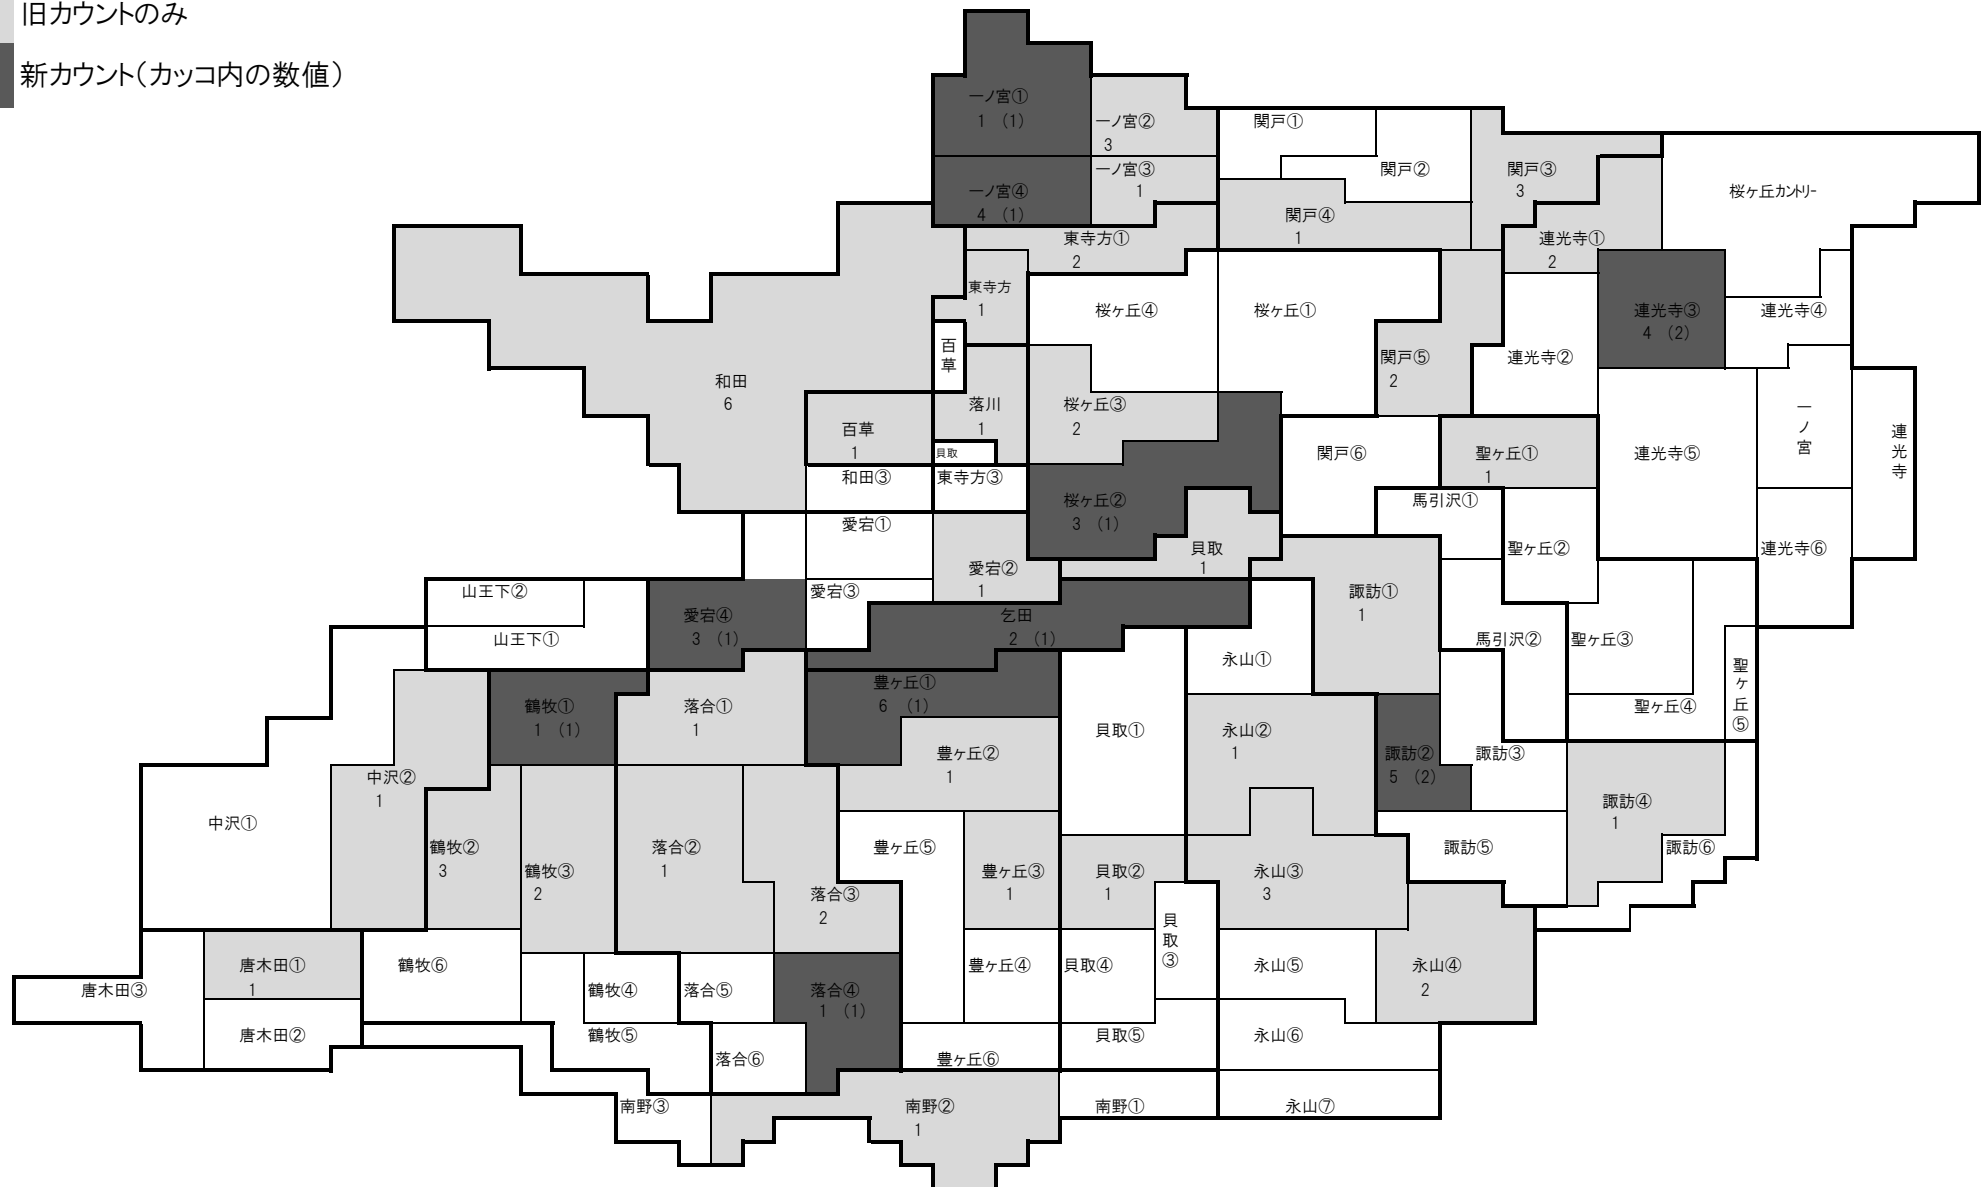 旧カウントのみ
新カウント(カッコ内の数値)
一ノ宮①
1 (1)
一ノ宮②
3
関戸①
一ノ宮③
1
関戸②
関戸③
3
桜ヶ丘カントリー
一ノ宮④
4 (1)
関戸④
1
東寺方①
2
連光寺①
2
東寺方
1
桜ヶ丘④
桜ヶ丘①
連光寺③
4 (2)
連光寺④
百草
関戸⑤
2
連光寺②
和田
6
落川
1
桜ヶ丘③
2
一ノ宮
連光寺
百草
1
貝取
関戸⑥
聖ヶ丘①
1
連光寺⑤
和田③
東寺方③
桜ヶ丘②
3 (1)
馬引沢①
愛宕①
貝取
1
聖ヶ丘②
連光寺⑥
愛宕②
1
山王下②
愛宕③
諏訪①
1
愛宕④
3 (1)
乞田
2 (1)
山王下①
馬引沢②
聖ヶ丘③
永山①
聖ヶ丘⑤
豊ヶ丘①
6 (1)
鶴牧①
1 (1)
落合①
1
聖ヶ丘④
貝取①
永山②
1
豊ヶ丘②
1
諏訪②
5 (2)
諏訪③
中沢②
1
諏訪④
1
中沢①
鶴牧②
3
落合②
1
豊ヶ丘⑤
諏訪⑤
諏訪⑥
鶴牧③
2
豊ヶ丘③
1
貝取②
1
永山③
3
落合③
2
貝取③
唐木田①
1
鶴牧⑥
豊ヶ丘④
貝取④
永山⑤
永山④
2
唐木田③
鶴牧④
落合⑤
落合④
1 (1)
唐木田②
鶴牧⑤
貝取⑤
永山⑥
落合⑥
豊ヶ丘⑥
南野③
南野②
1
南野①
永山⑦